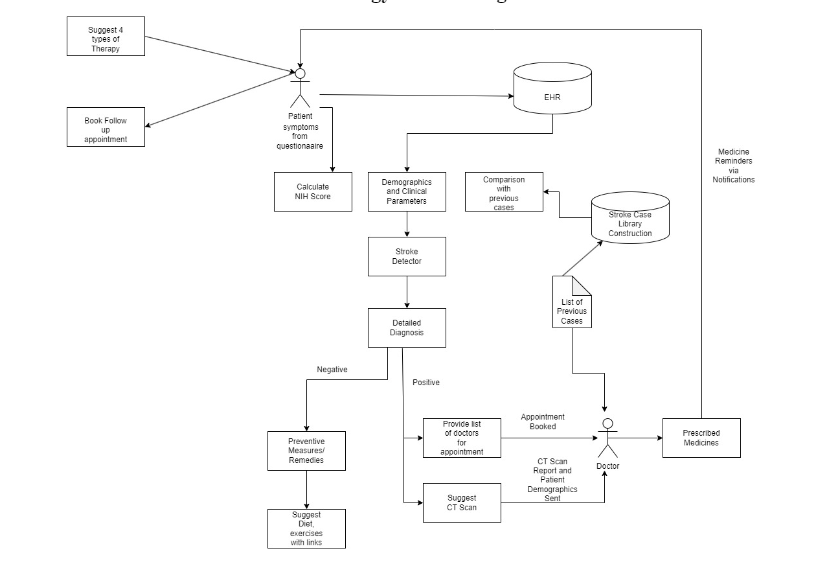 Suggest 4
types of
Therapy
Book Follow
up
appointment
Patient
symptoms
from
questionaaire
EHR
Medicine
Reminders
via
Notifications
Calculate
NIH Score
Demographics
and Clinical
Parameters
Comparison
with
previous
cases
Stroke Case
Library
Construction
Stroke
Detector
List of
Previous
Cases
Detailed
Diagnosis
Negative
Positive
Preventive
Measures/
Remedies
Provide list
of doctors
for
appointment
Appointment
Booked
Doctor
Prescribed
Medicines
CT Scan
Report and
Patient
Demographics
Sent
Suggest
CT Scan
Suggest
Diet,
exercises
with links